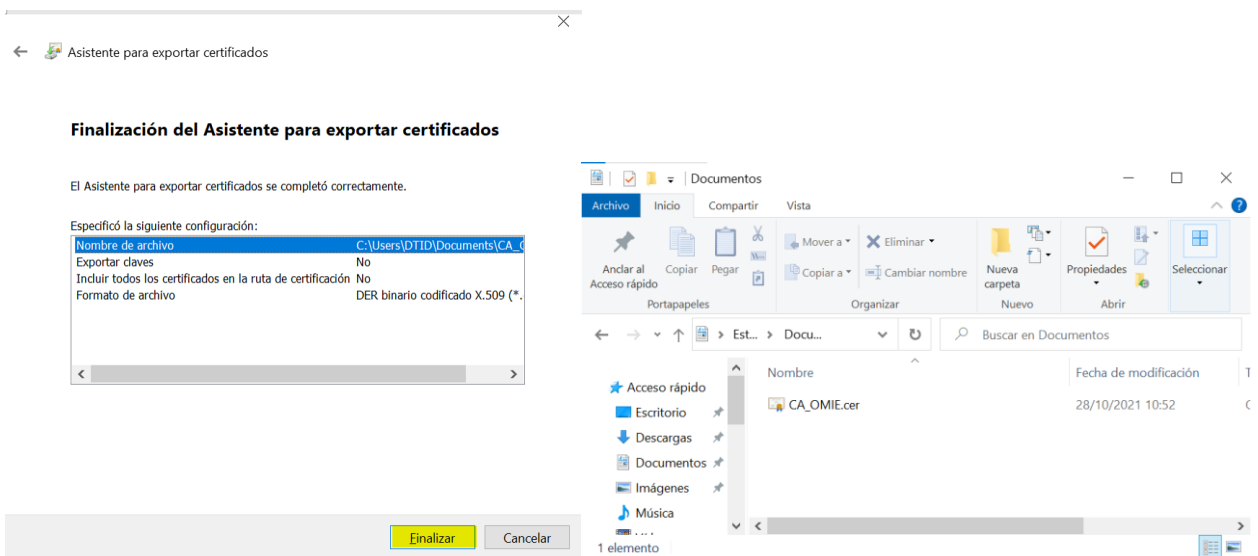 Asistente para exportar certificados
Finalización del Asistente para exportar certificados
El Asistente para exportar certificados se completó correctamente.
Especificó la siguiente configuración:
Nombre de archivo C:\Users\DTID\Documents\CA_
Exportar claves No
Incluir todos los certificados en la ruta de certificación No
Formato de archivo DER binario codificado X.509 (*.
Finalizar Cancelar
Documentos
Archivo Inicio Compartir Vista
Anclar al Acceso rápido
Copiar
Pegar
Portapapeles
Mover a
Copiar a
Eliminar
Cambiar nombre
Organizar
Nueva carpeta
Nuevo
Propiedades
Abrir
Seleccionar
Est... > Docu...
Buscar en Documentos
Nombre Fecha de modificación T
Acceso rápido
Escritorio
Descargas
Documentos
Imágenes
Música
CA_OMIE.cer 28/10/2021 10:52
1 elemento